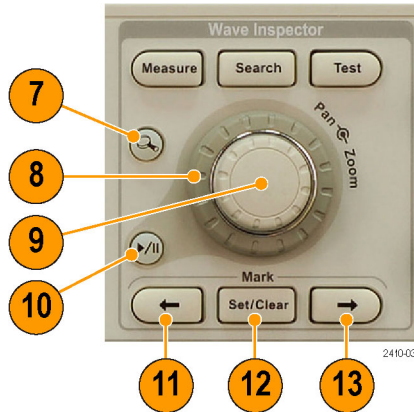 Wave Inspector
Measure Search Test
7
Pan Zoom
8
9
▶/II
10
Mark
← Set/Clear →
2410-03
11 12 13